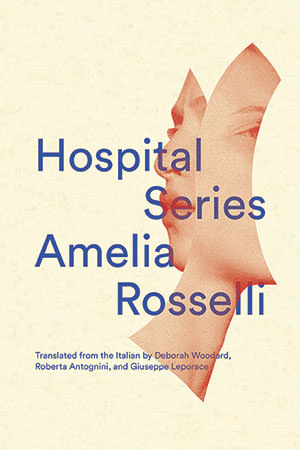 Hospital
Series
Amelia
Rosselli
Translated from the Italian by Deborah Woodard,
Roberta Antognini, and Giuseppe Leporace